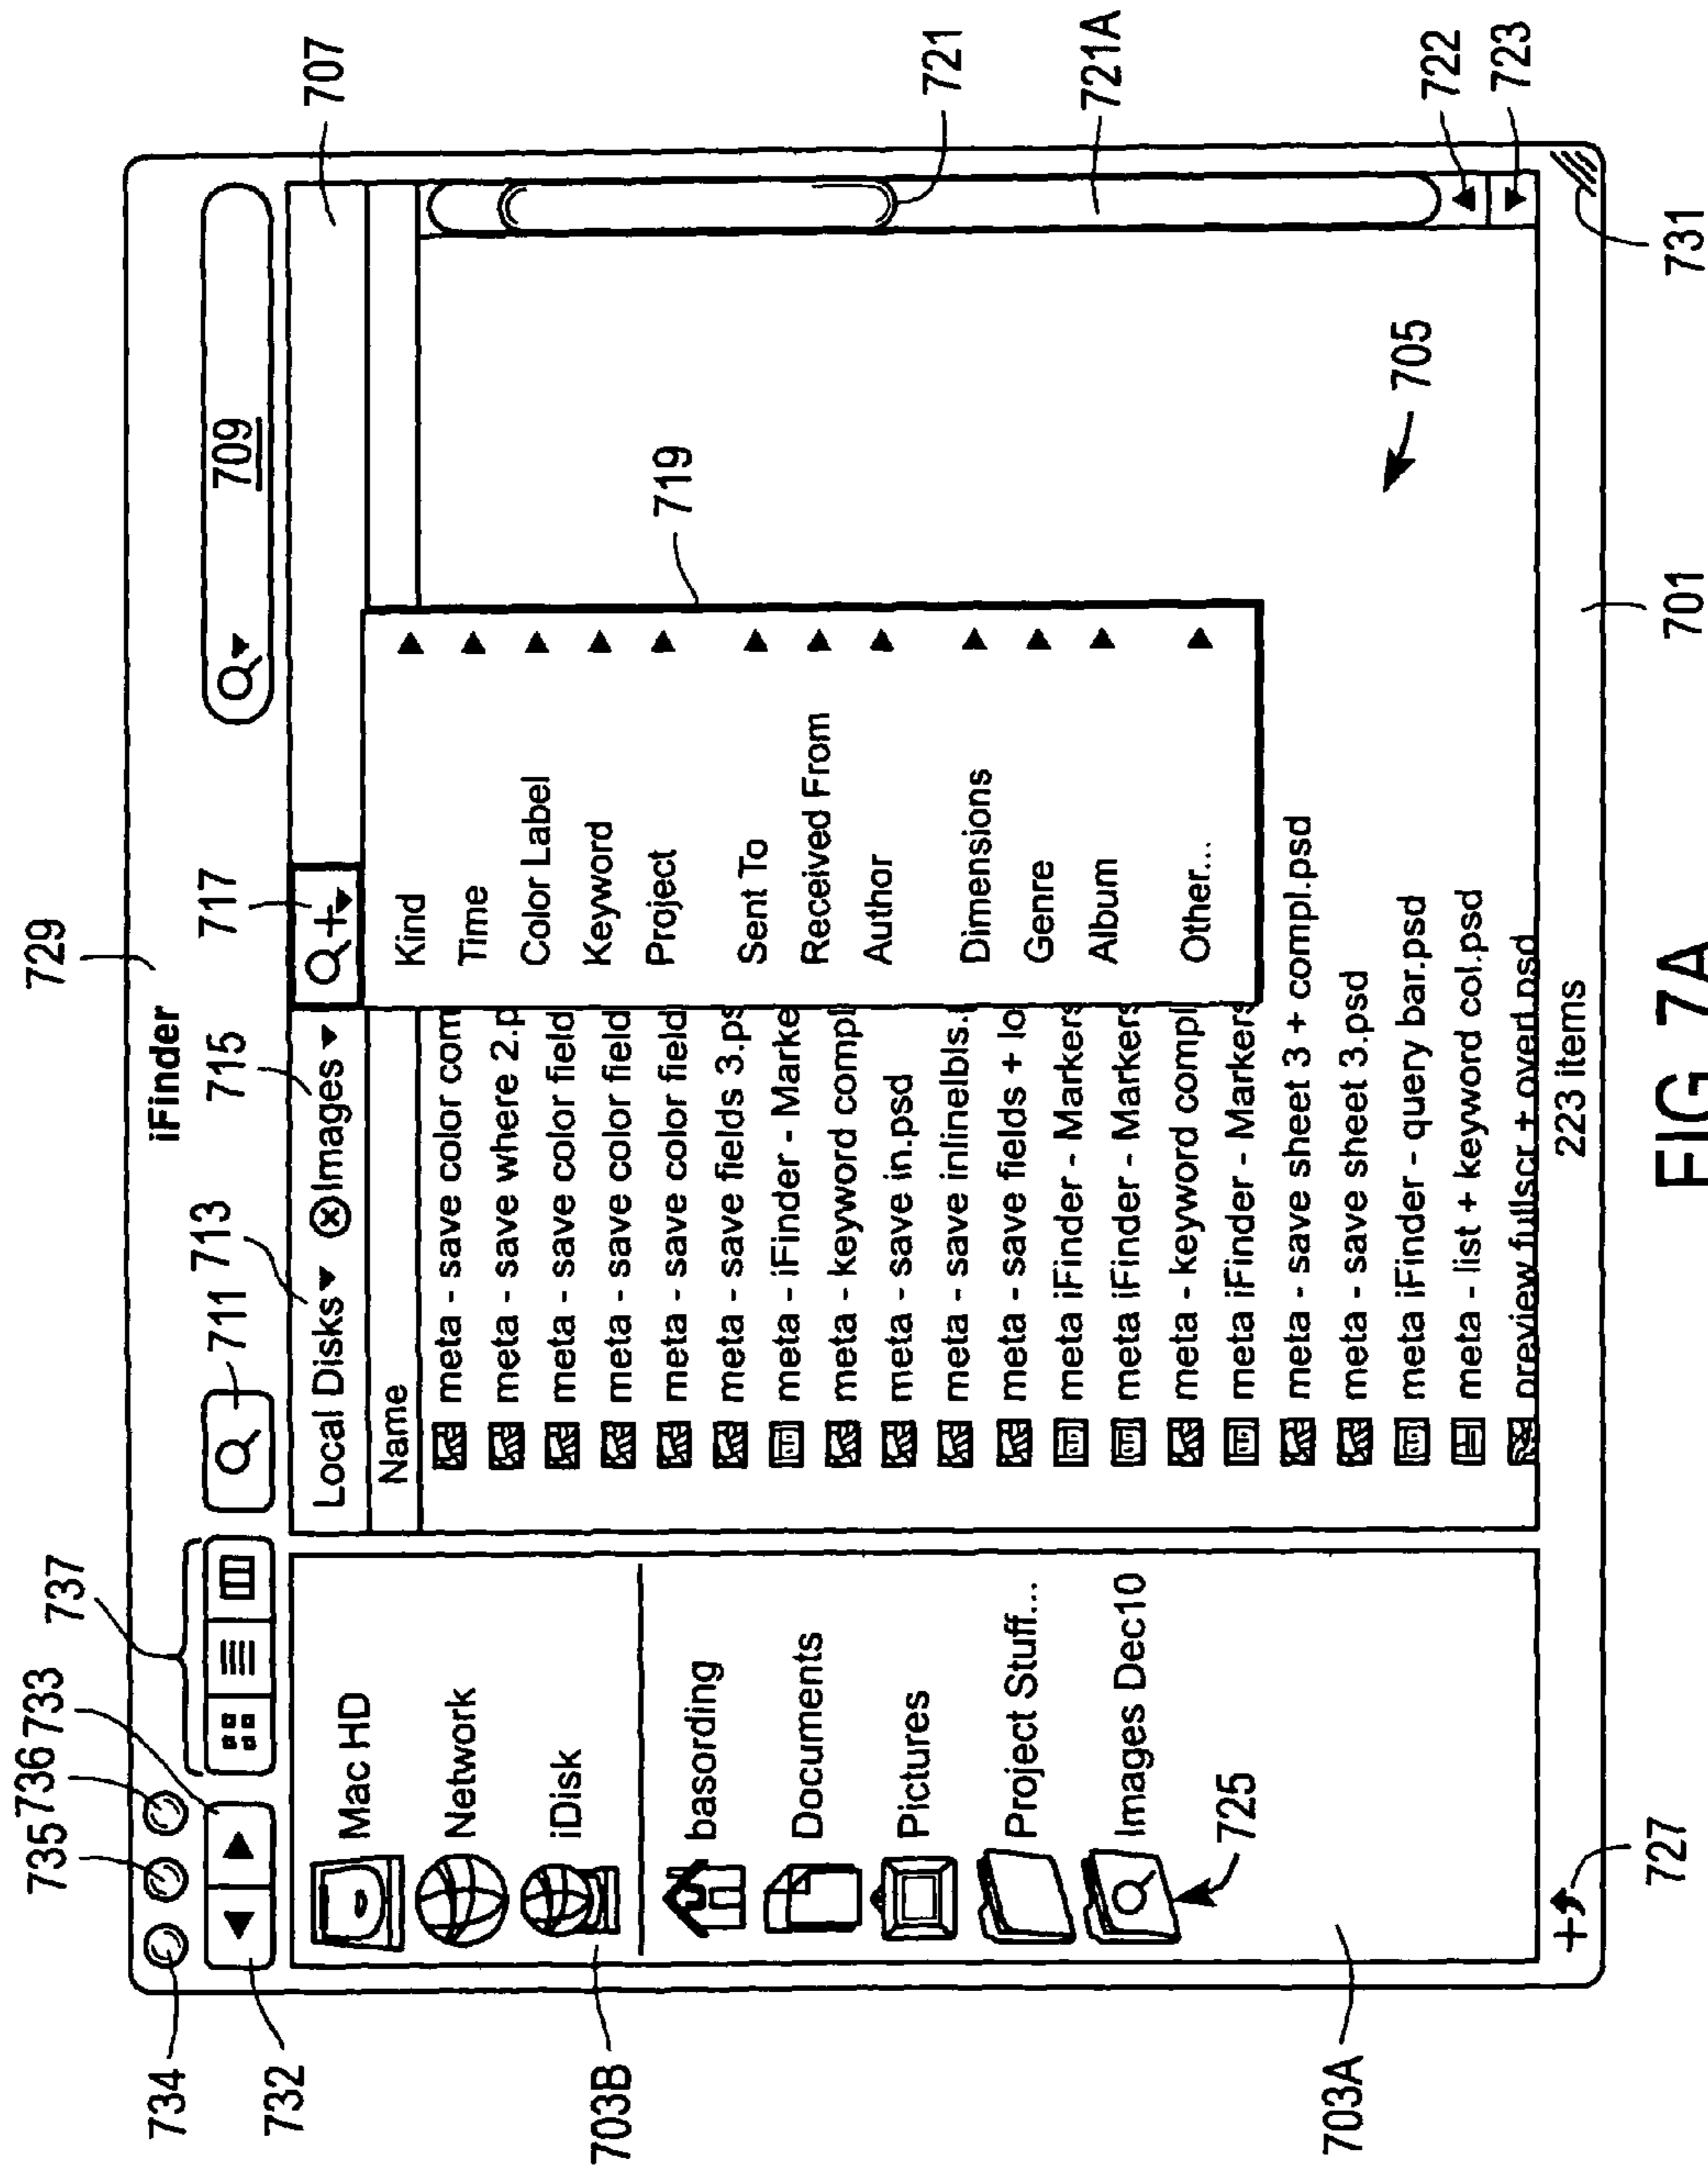 729
734
735
736
733
737
711
713
715
717
732
iFinder
709
707
Local Disks
Images
Name
Mac HD
Network
iDisk
703B
basording
Documents
Pictures
Project Stuff...
Images Dec10
725
703A
meta - save color com
meta - save where 2.p
meta - save color field
meta - save color field
meta - save color field
meta - save fields 3.ps
meta - iFinder - Marke
meta - keyword compl
meta - save in.psd
meta - save inlinelbls.
meta - save fields + lo
meta iFinder - Markers
meta iFinder - Markers
meta - keyword compl
meta iFinder - Markers
meta - save sheet 3 + compl.psd
meta - save sheet 3.psd
meta iFinder - query bar.psd
meta - list + keyword col.psd
preview fullscr + overl.psd
Kind
Time
Color Label
Keyword
Project
Sent To
Received From
Author
Dimensions
Genre
Album
Other...
719
705
721
721A
722
723
223 items
727
701
731
FIG. 7A